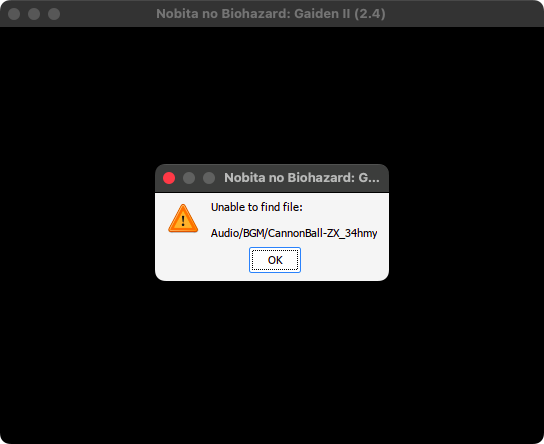 Nobita no Biohazard: Gaiden II (2.4)
Nobita no Biohazard: G...
Unable to find file:
Audio/BGM/CannonBall-ZX_34hmy
OK